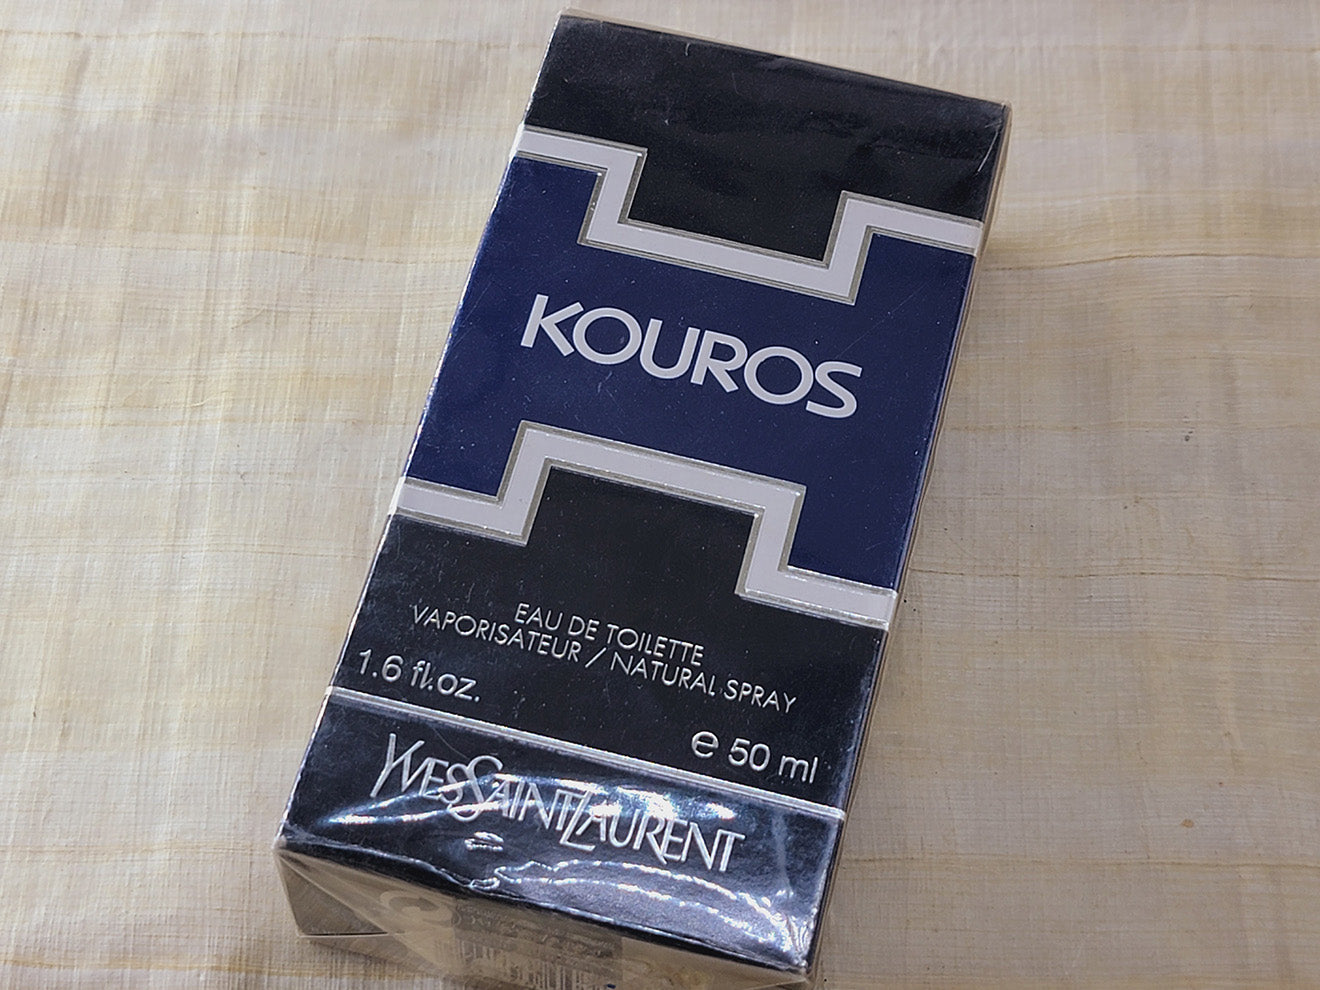 KOUROS
EAU DE TOILETTE
VAPORISATEUR / NATURAL SPRAY
1.6 fl.oz.
e 50 ml
YVESSAINTLAURENT